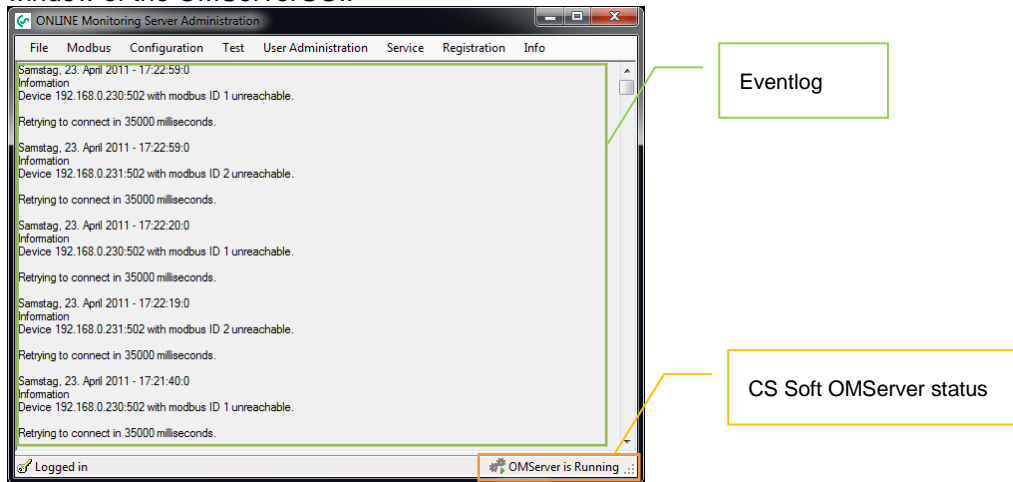 window of the OMServerGUI.
ONLINE Monitoring Server Administration
File Modbus Configuration Test User Administration Service Registration Info
Samstag, 23. April 2011 - 17:22:59:0
Information
Device 192.168.0.230:502 with modbus ID 1 unreachable.
Retrying to connect in 35000 milliseconds.
Samstag, 23. April 2011 - 17:22:59:0
Information
Device 192.168.0.231:502 with modbus ID 2 unreachable.
Retrying to connect in 35000 milliseconds.
Samstag, 23. April 2011 - 17:22:20:0
Information
Device 192.168.0.230:502 with modbus ID 1 unreachable.
Retrying to connect in 35000 milliseconds.
Samstag, 23. April 2011 - 17:22:19:0
Information
Device 192.168.0.231:502 with modbus ID 2 unreachable.
Retrying to connect in 35000 milliseconds.
Samstag, 23. April 2011 - 17:21:40:0
Information
Device 192.168.0.230:502 with modbus ID 1 unreachable.
Retrying to connect in 35000 milliseconds.
Logged in
OMServer is Running
Eventlog
CS Soft OMServer status